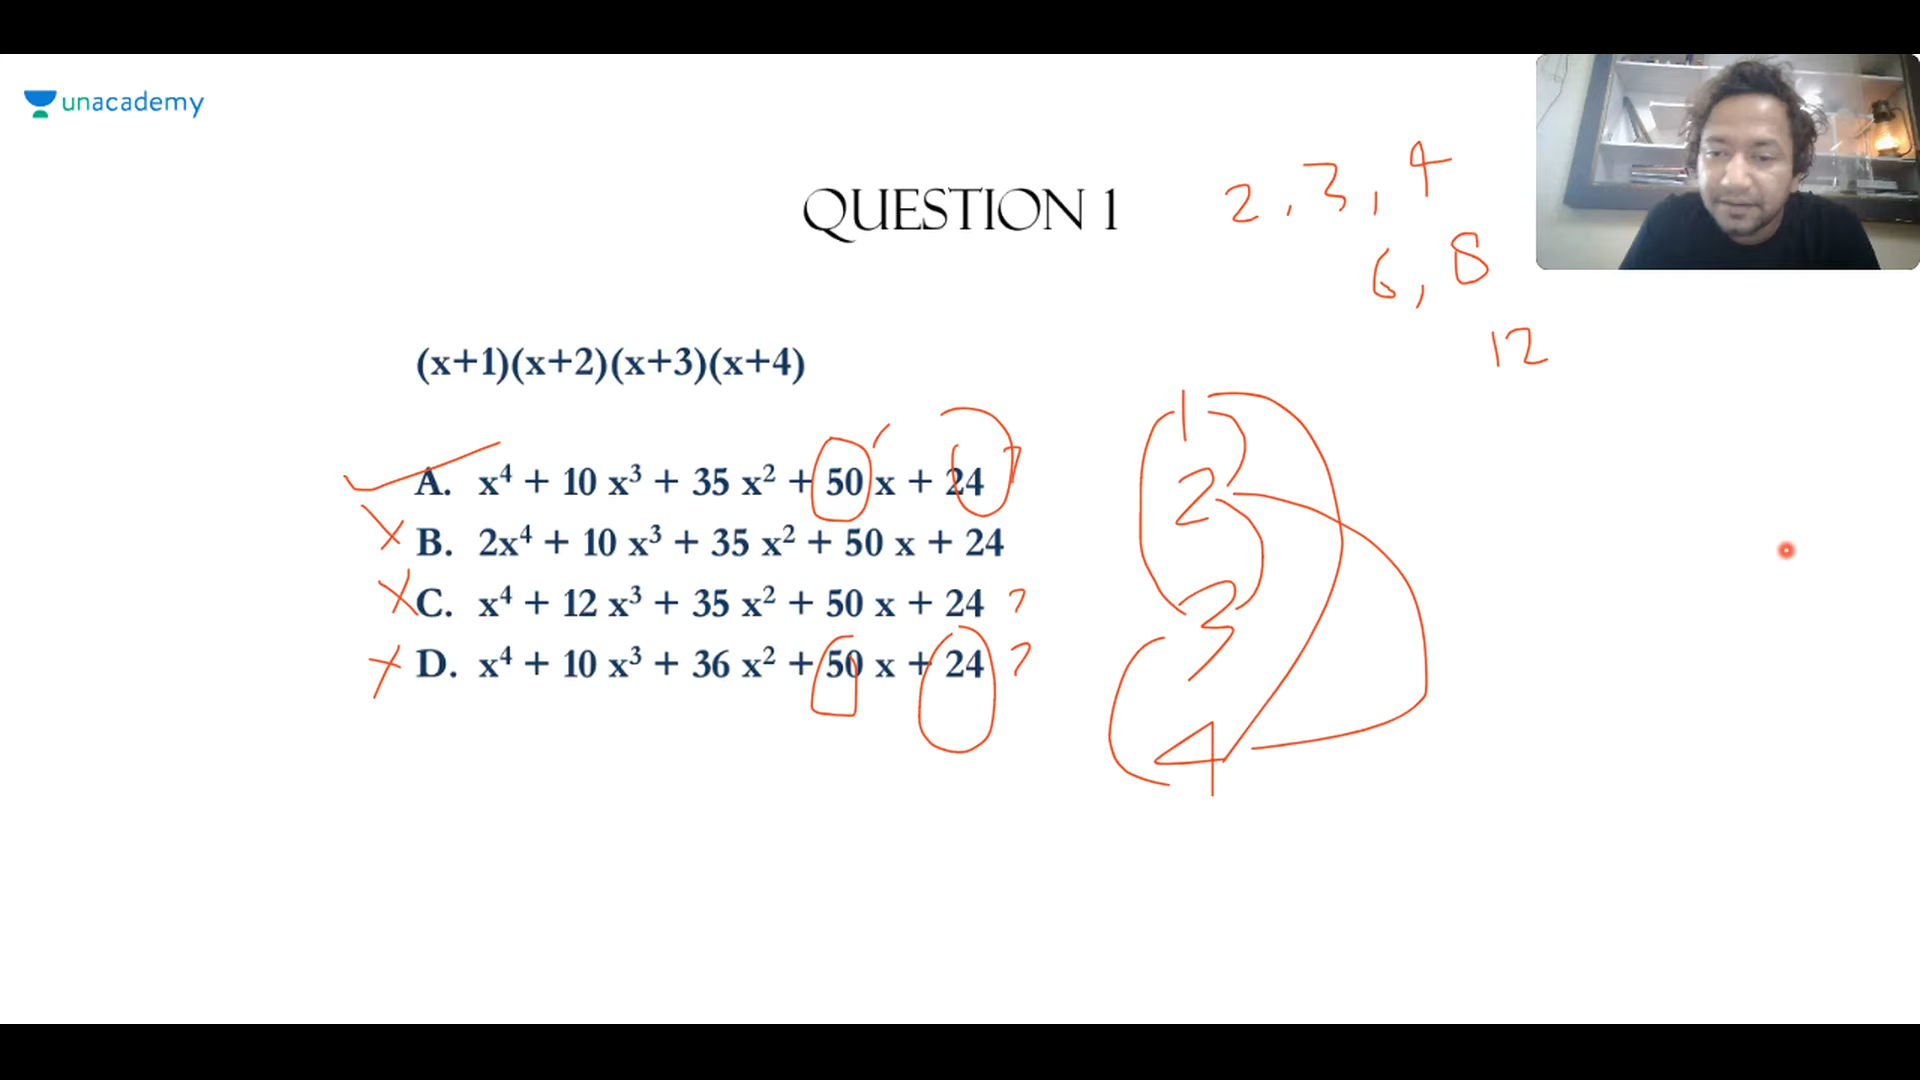 unacademy
QUESTION 1
2, 3, 4
6, 8
12
(x+1)(x+2)(x+3)(x+4)
A. x⁴ + 10 x³ + 35 x² + 50 x + 24 ?
B. 2x⁴ + 10 x³ + 35 x² + 50 x + 24
C. x⁴ + 12 x³ + 35 x² + 50 x + 24 ?
D. x⁴ + 10 x³ + 36 x² + 50 x + 24 ?
1
2
3
4